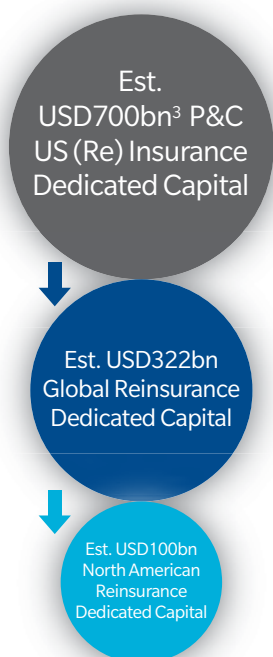 Est.
USD700bn³ P&C
US (Re) Insurance
Dedicated Capital
Est. USD322bn
Global Reinsurance
Dedicated Capital
Est. USD100bn
North American
Reinsurance
Dedicated Capital